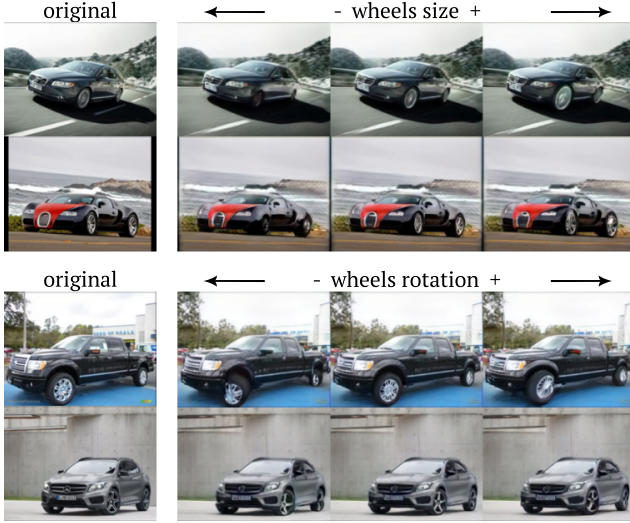 original
- wheels size +
original
- wheels rotation +